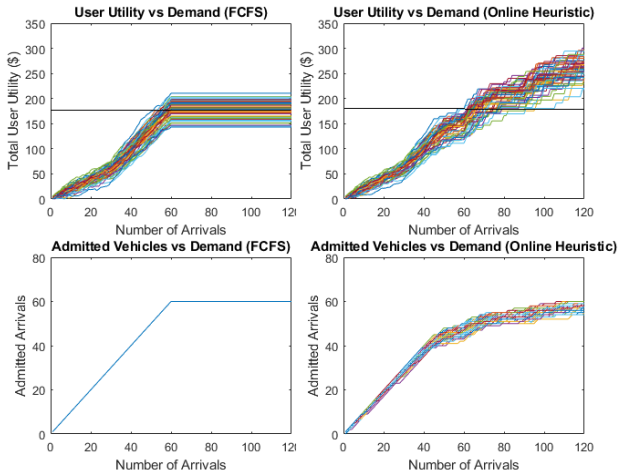 User Utility vs Demand (FCFS)
350
300
250
200
150
100
50
0
0 20 40 60 80 100 120
Total User Utility ($)
Number of Arrivals
User Utility vs Demand (Online Heuristic)
350
300
250
200
150
100
50
0
0 20 40 60 80 100 120
Total User Utility ($)
Number of Arrivals
Admitted Vehicles vs Demand (FCFS)
80
60
40
20
0
0 20 40 60 80 100 120
Admitted Arrivals
Number of Arrivals
Admitted Vehicles vs Demand (Online Heuristic)
80
60
40
20
0
0 20 40 60 80 100 120
Admitted Arrivals
Number of Arrivals